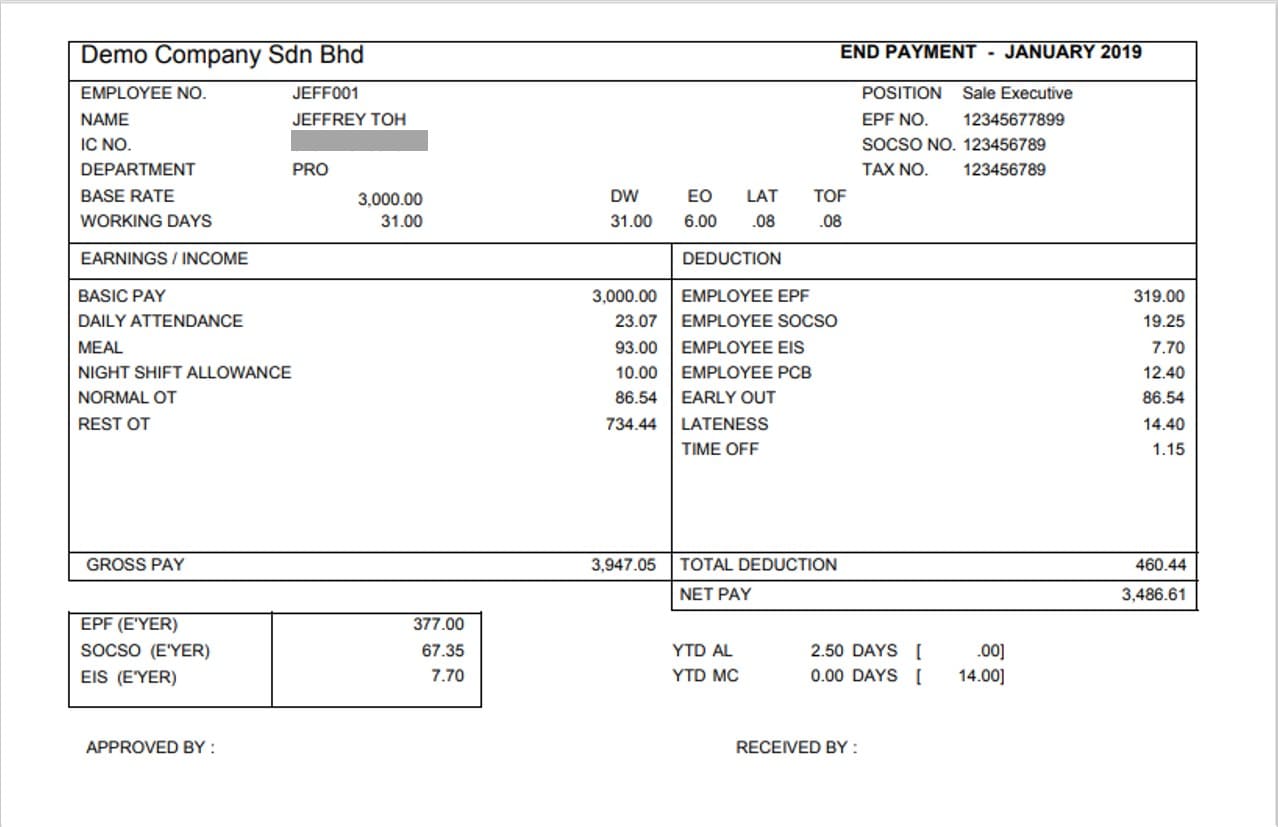 Demo Company Sdn Bhd END PAYMENT - JANUARY 2019
EMPLOYEE NO. JEFF001 POSITION Sale Executive
NAME JEFFREY TOH EPF NO. 12345677899
IC NO. SOCSO NO. 123456789
DEPARTMENT PRO TAX NO. 123456789
BASE RATE 3,000.00 DW EO LAT TOF
WORKING DAYS 31.00 31.00 6.00 .08 .08
EARNINGS / INCOME DEDUCTION
BASIC PAY 3,000.00 EMPLOYEE EPF 319.00
DAILY ATTENDANCE 23.07 EMPLOYEE SOCSO 19.25
MEAL 93.00 EMPLOYEE EIS 7.70
NIGHT SHIFT ALLOWANCE 10.00 EMPLOYEE PCB 12.40
NORMAL OT 86.54 EARLY OUT 86.54
REST OT 734.44 LATENESS 14.40
TIME OFF 1.15
GROSS PAY 3,947.05 TOTAL DEDUCTION 460.44
NET PAY 3,486.61
EPF (E'YER) 377.00
SOCSO (E'YER) 67.35 YTD AL 2.50 DAYS [ .00]
EIS (E'YER) 7.70 YTD MC 0.00 DAYS [ 14.00]
APPROVED BY : RECEIVED BY :